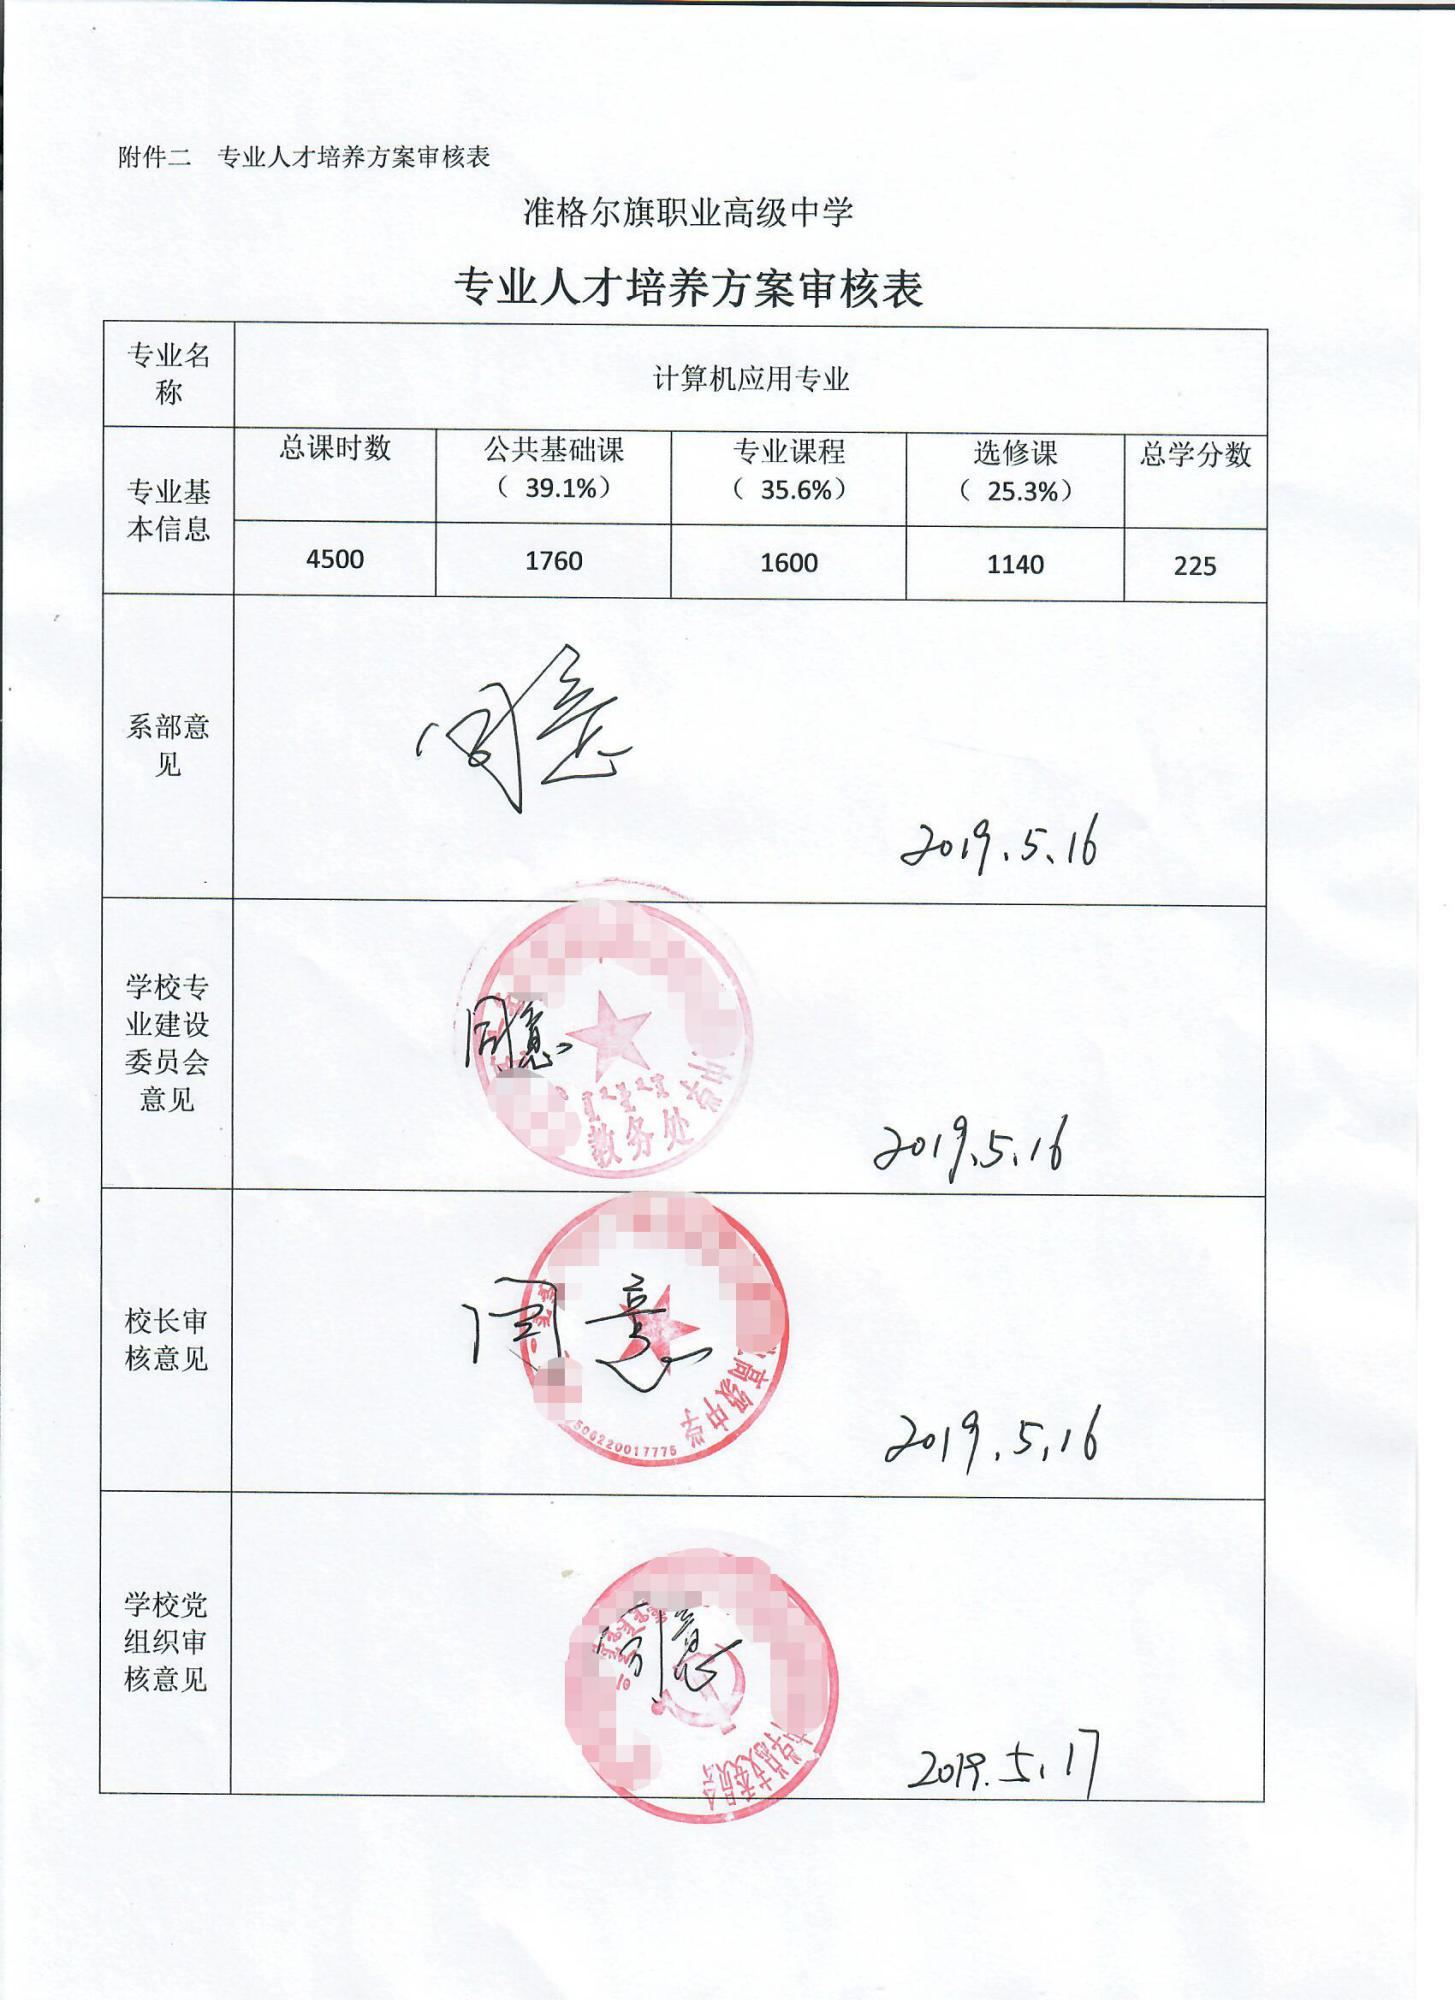 附件二　专业人才培养方案审核表
准格尔旗职业高级中学
专业人才培养方案审核表
专业名
称
计算机应用专业
专业基
本信息
总课时数
公共基础课
（ 39.1%）
专业课程
（ 35.6%）
选修课
（ 25.3%）
总学分数
4500
1760
1600
1140
225
系部意
见
同意
2019.5.16
学校专
业建设
委员会
意见
同意
教务处
2019.5.16
校长审
核意见
同意
高级中学
506220017775
2019.5.16
学校党
组织审
核意见
同意
2019.5.17